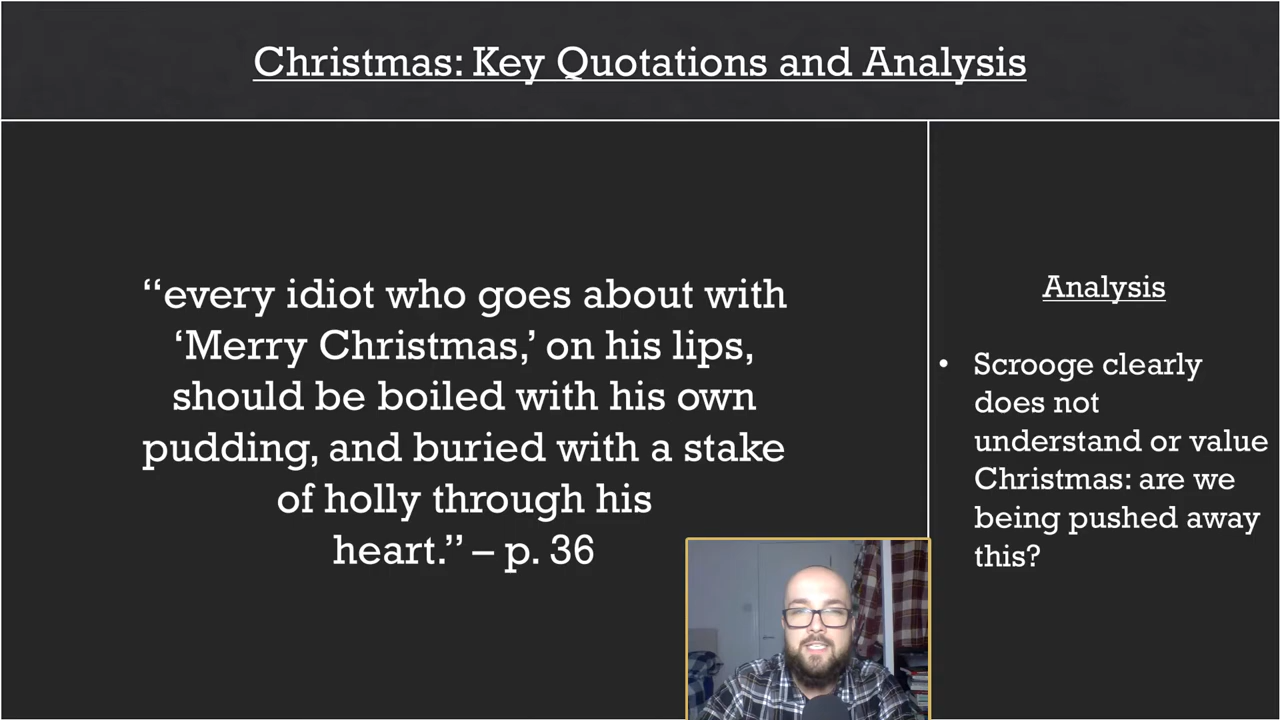 Christmas: Key Quotations and Analysis
“every idiot who goes about with
‘Merry Christmas,’ on his lips,
should be boiled with his own
pudding, and buried with a stake
of holly through his
heart.” – p. 36
Analysis
• Scrooge clearly
does not
understand or value
Christmas: are we
being pushed away
this?